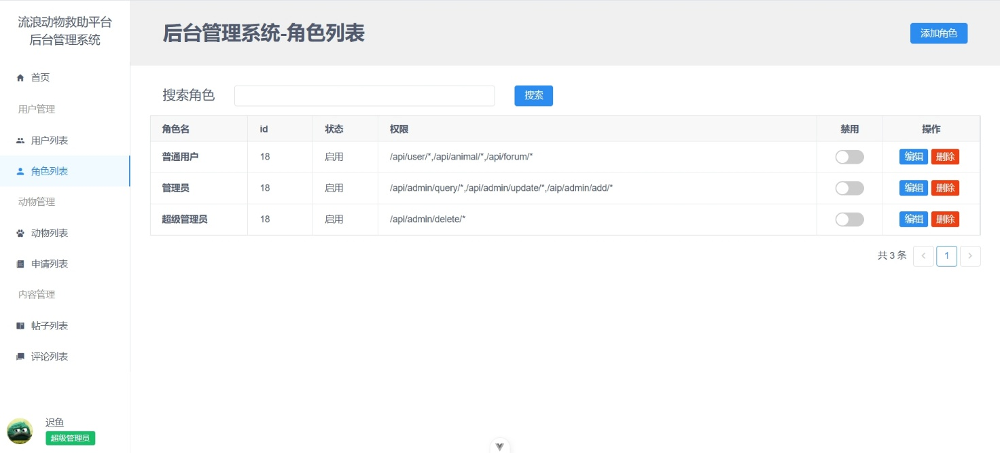 流浪动物救助平台
后台管理系统
首页
用户管理
用户列表
角色列表
动物管理
动物列表
申请列表
内容管理
帖子列表
评论列表
迟鱼
超级管理员
后台管理系统-角色列表
添加角色
搜索角色 搜索
角色名 id 状态 权限 禁用 操作
普通用户 18 启用 /api/user/*,/api/animal/*,/api/forum/* 编辑 删除
管理员 18 启用 /api/admin/query/*,/api/admin/update/*,/aip/admin/add/* 编辑 删除
超级管理员 18 启用 /api/admin/delete/* 编辑 删除
共 3 条 < 1 >